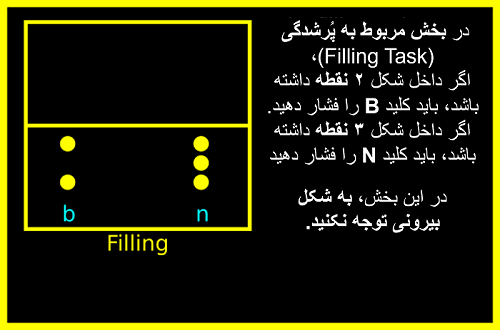 در بخش مربوط به پُرشدگی
(Filling Task)،
اگر داخل شکل ۲ نقطه داشته
باشد، باید کلید B را فشار دهید.
اگر داخل شکل ۳ نقطه داشته
باشد، باید کلید N را فشار دهید
در این بخش، به شکل
بیرونی توجه نکنید.
b n
Filling